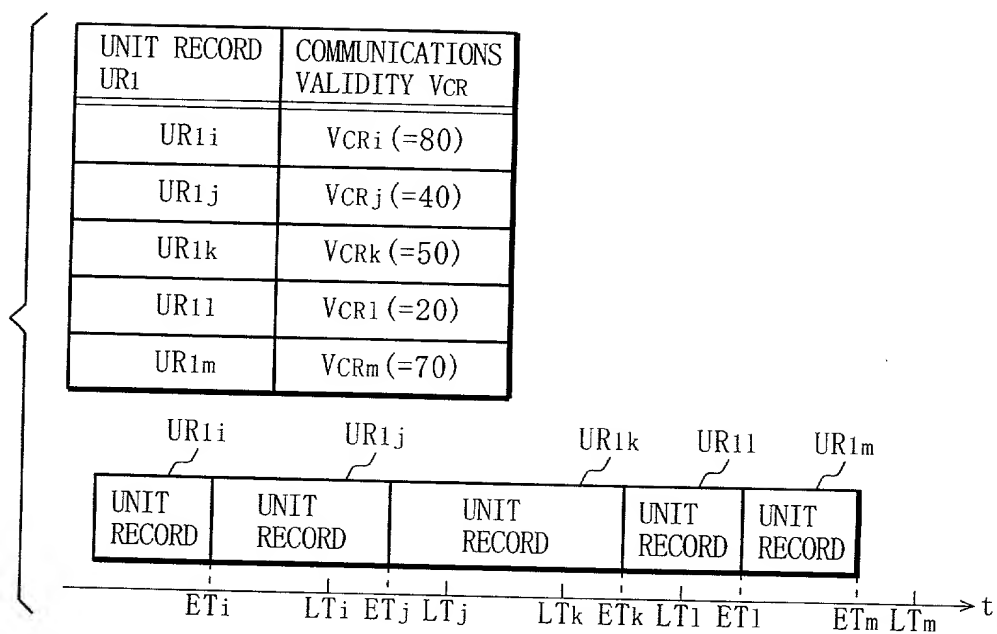 UNIT RECORD UR1 COMMUNICATIONS VALIDITY VCR
UR1i VCRi(=80)
UR1j VCRj(=40)
UR1k VCRk(=50)
UR1l VCRl(=20)
UR1m VCRm(=70)
UR1i UR1j UR1k UR1l UR1m
UNIT RECORD UNIT RECORD UNIT RECORD UNIT RECORD UNIT RECORD
ETi LTi ETj LTj LTk ETk LTl ETl ETm LTm t